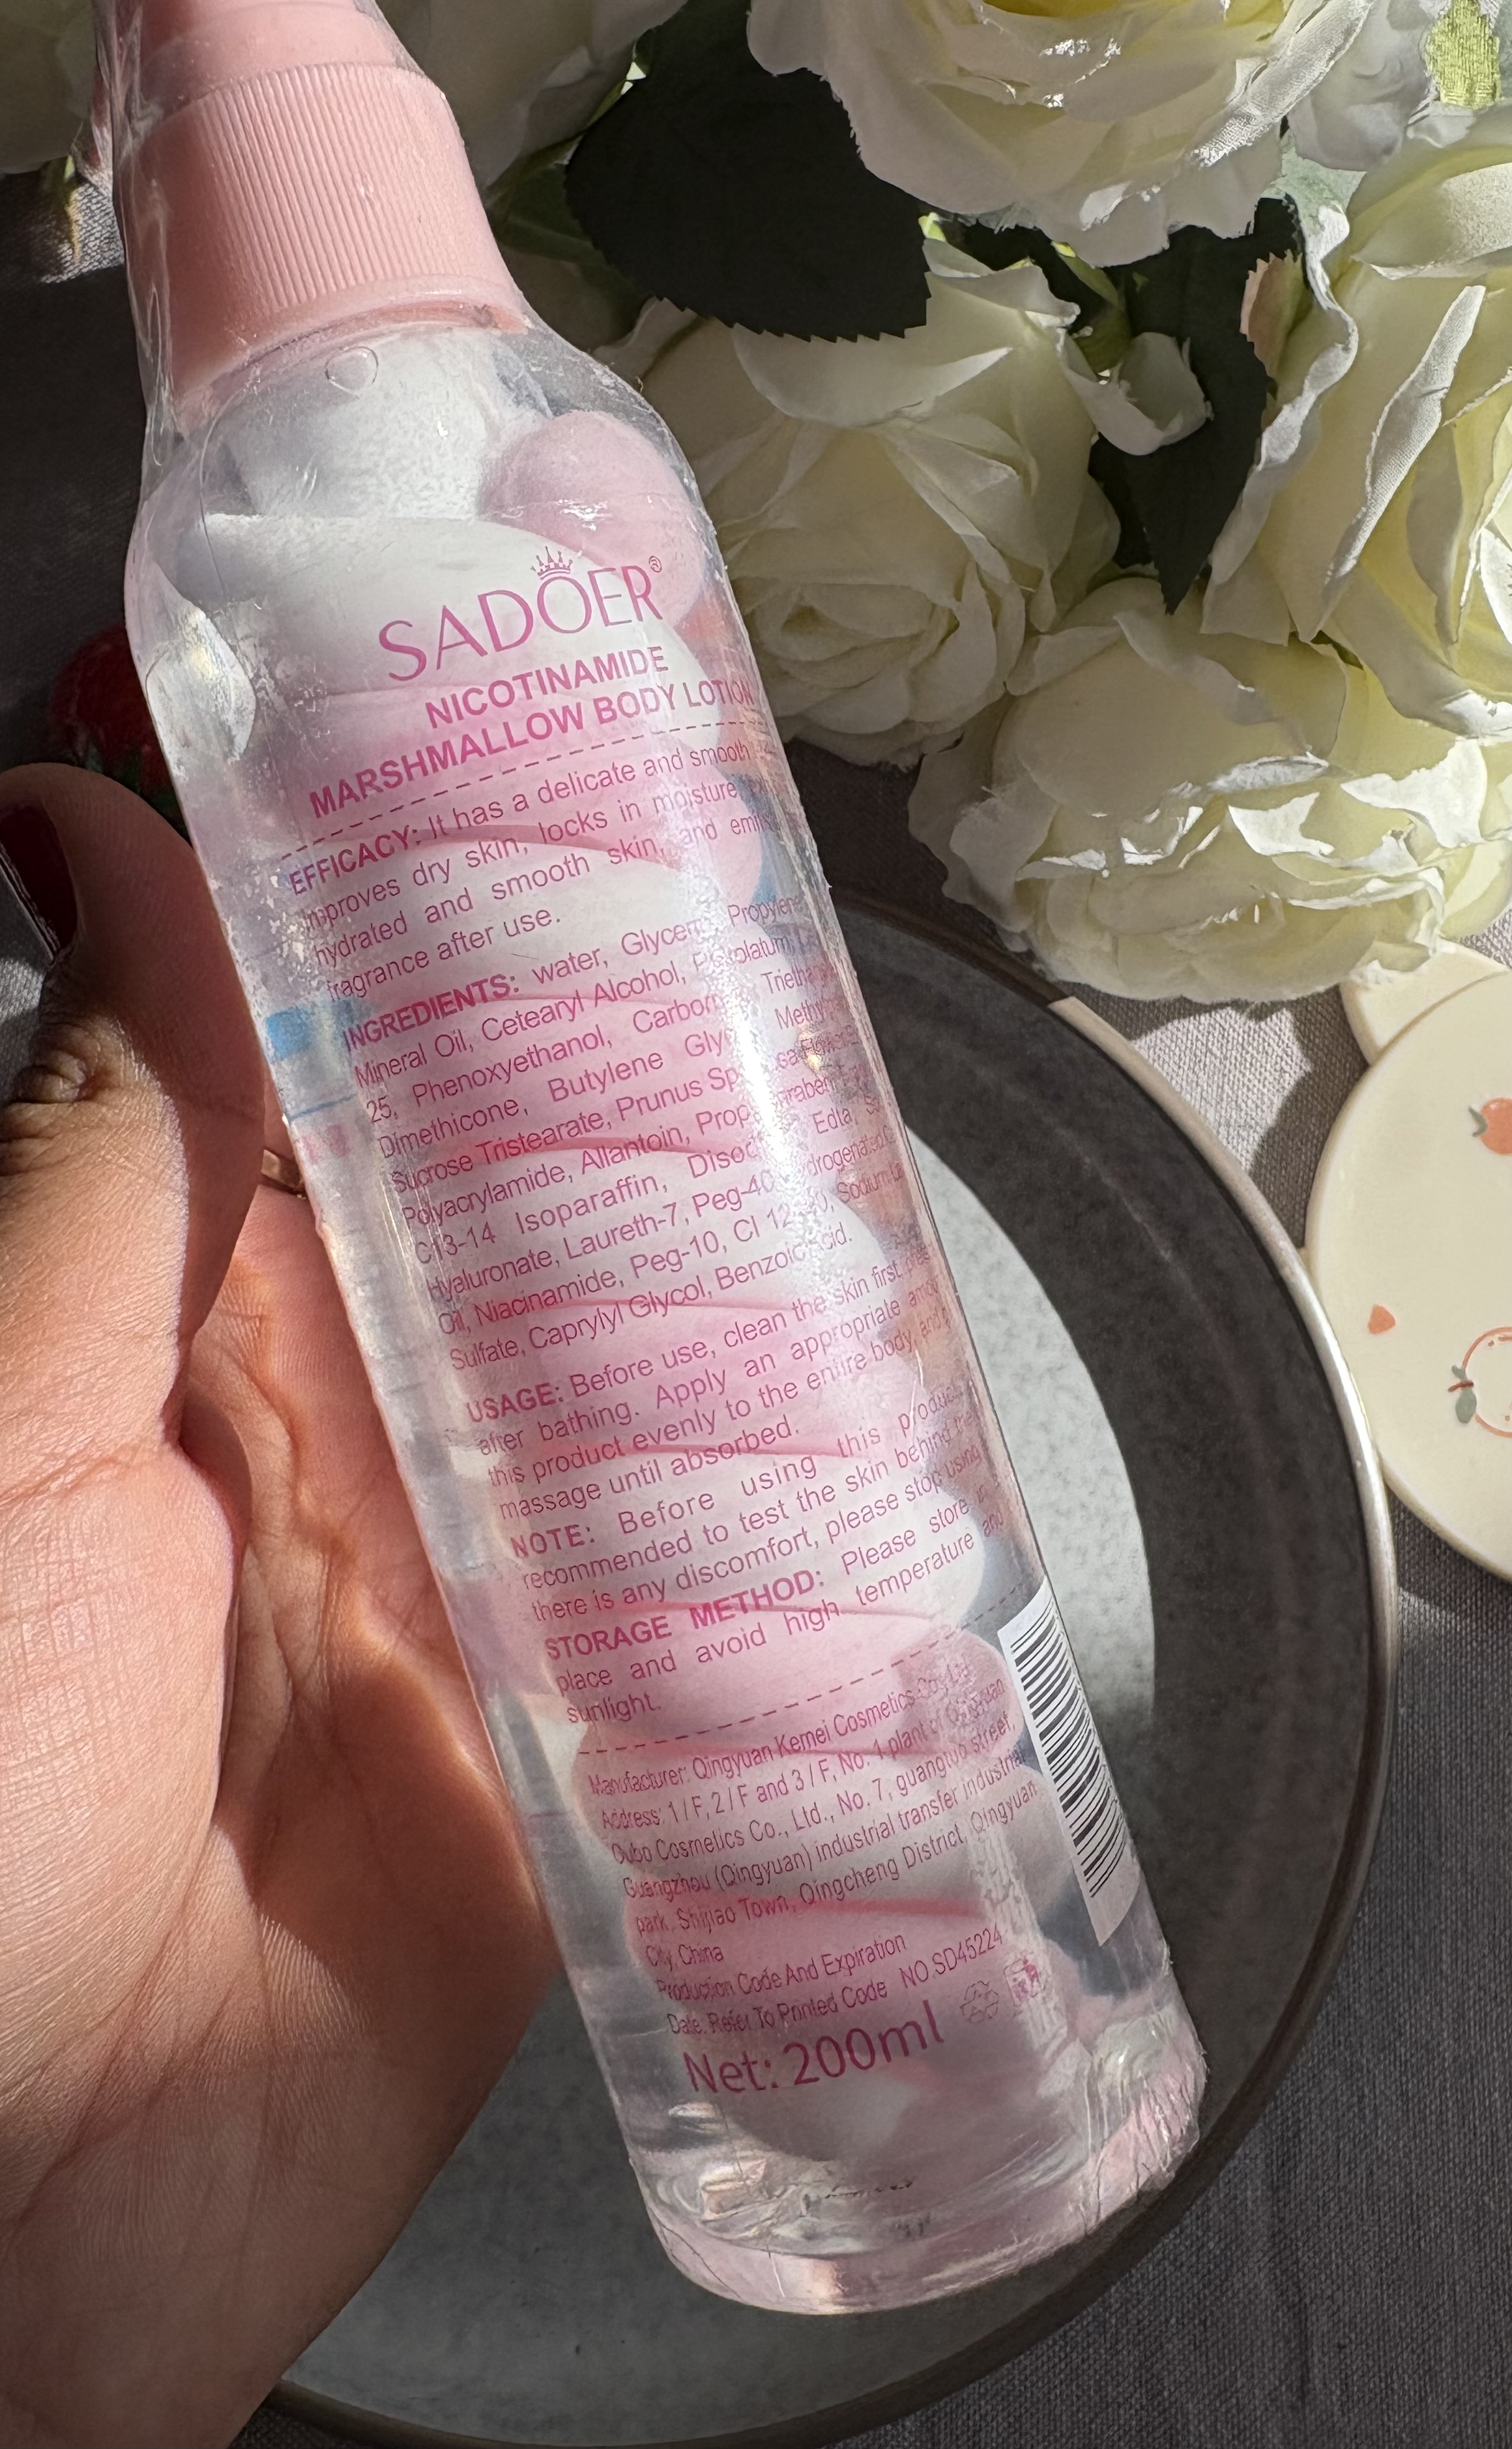 SADOER®
NICOTINAMIDE
MARSHMALLOW BODY LOTION
EFFICACY: It has a delicate and smooth
improves dry skin, locks in moisture
hydrated and smooth skin, and
fragrance after use.
INGREDIENTS: water, Propylene
Mineral Oil, Cetearyl Alcohol,
25, Phenoxyethanol,
Dimethicone, Butylene
Sucrose Tristearate, Prunus
Polyacrylamide, Allantoin,
C13-14 Isoparaffin, Edta,
Hyaluronate, Laureth-7, Peg-40
Oil, Niacinamide, Peg-10, CI
Sulfate, Caprylyl Glycol, Benzoic Acid.
USAGE: Before use, clean the skin first,
after bathing. Apply an appropriate
this product evenly to the entire body, and
massage until absorbed.
NOTE: Before using this product,
recommended to test the skin behind
there is any discomfort, please stop using
STORAGE METHOD: Please store in
place and avoid high temperature and
sunlight.
Manufacturer: Qingyuan Kemei Cosmetics Co., Ltd
Address: 1/F, 2/F and 3/F, No. 1 plant of Qingyuan
Oubo Cosmetics Co., Ltd., No. 7, guangtuo street,
Guangzhou (Qingyuan) industrial transfer industrial
park, Shijiao Town, Qingcheng District, Qingyuan
City, China
Production Code And Expiration
Date: Refer To Printed Code NO.SD45224
Net: 200ml